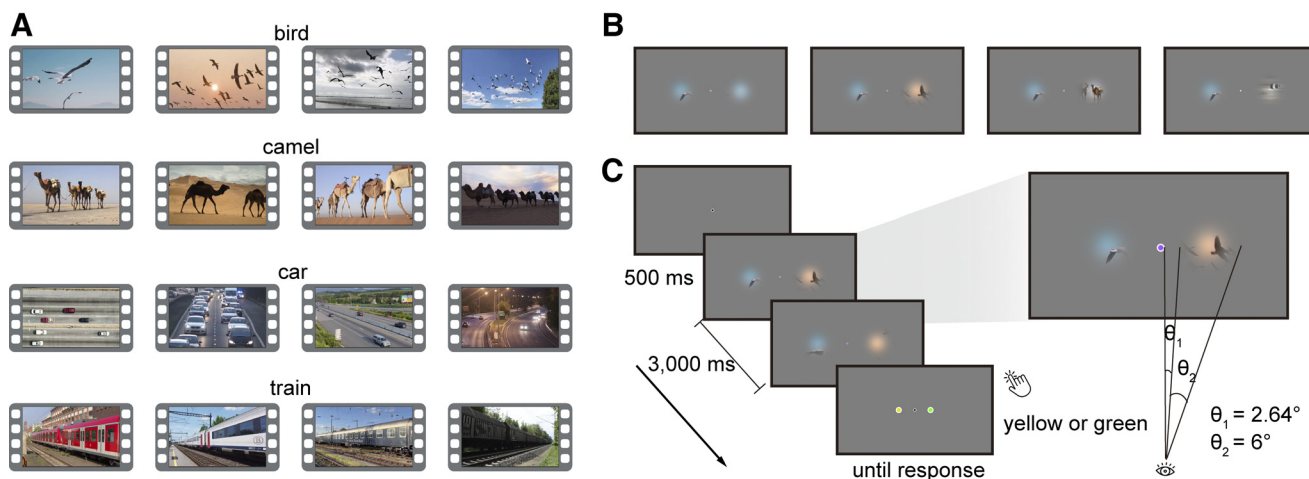 A
bird
camel
car
train
B
C
500 ms
3,000 ms
until response
yellow or green
θ1
θ2
θ1 = 2.64°
θ2 = 6°